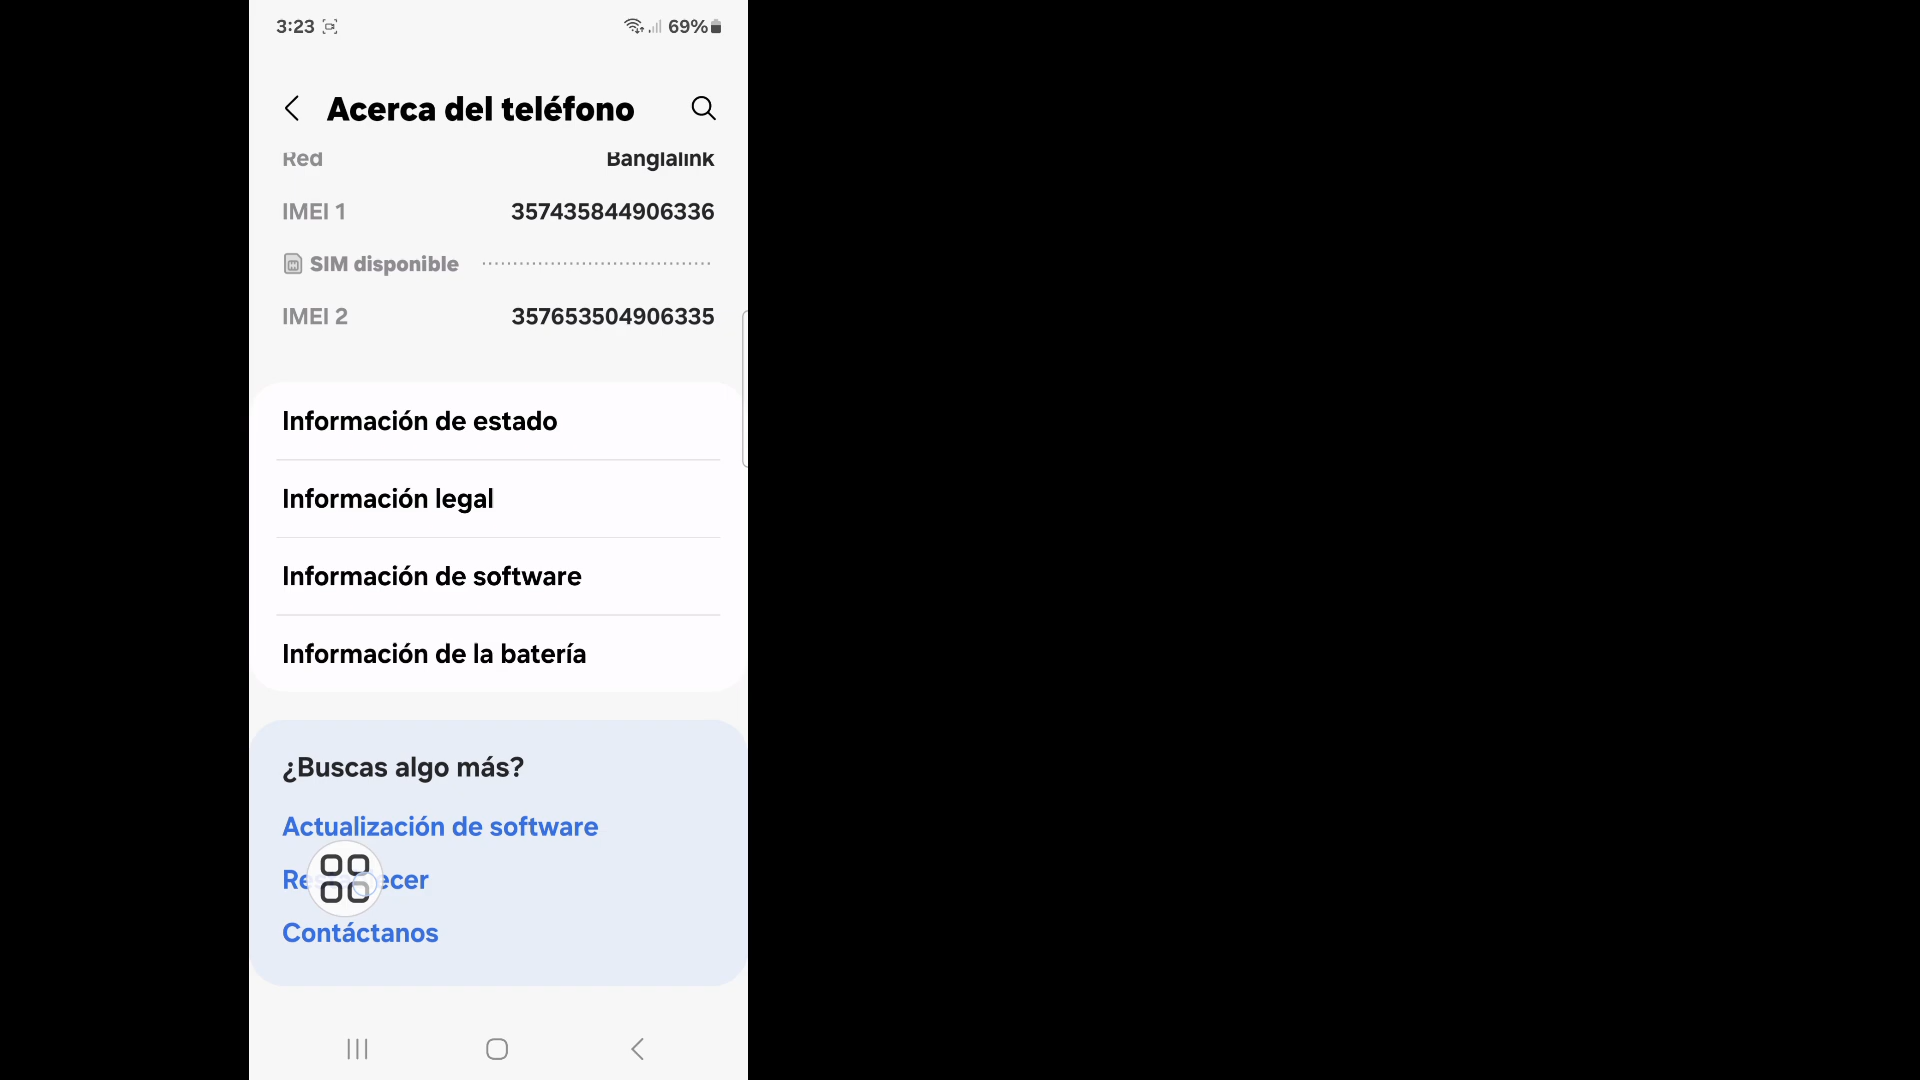 3:23 69%
Acerca del teléfono
Red Banglalink
IMEI 1 357435844906336
SIM disponible
IMEI 2 357653504906335
Información de estado
Información legal
Información de software
Información de la batería
¿Buscas algo más?
Actualización de software
Contáctanos